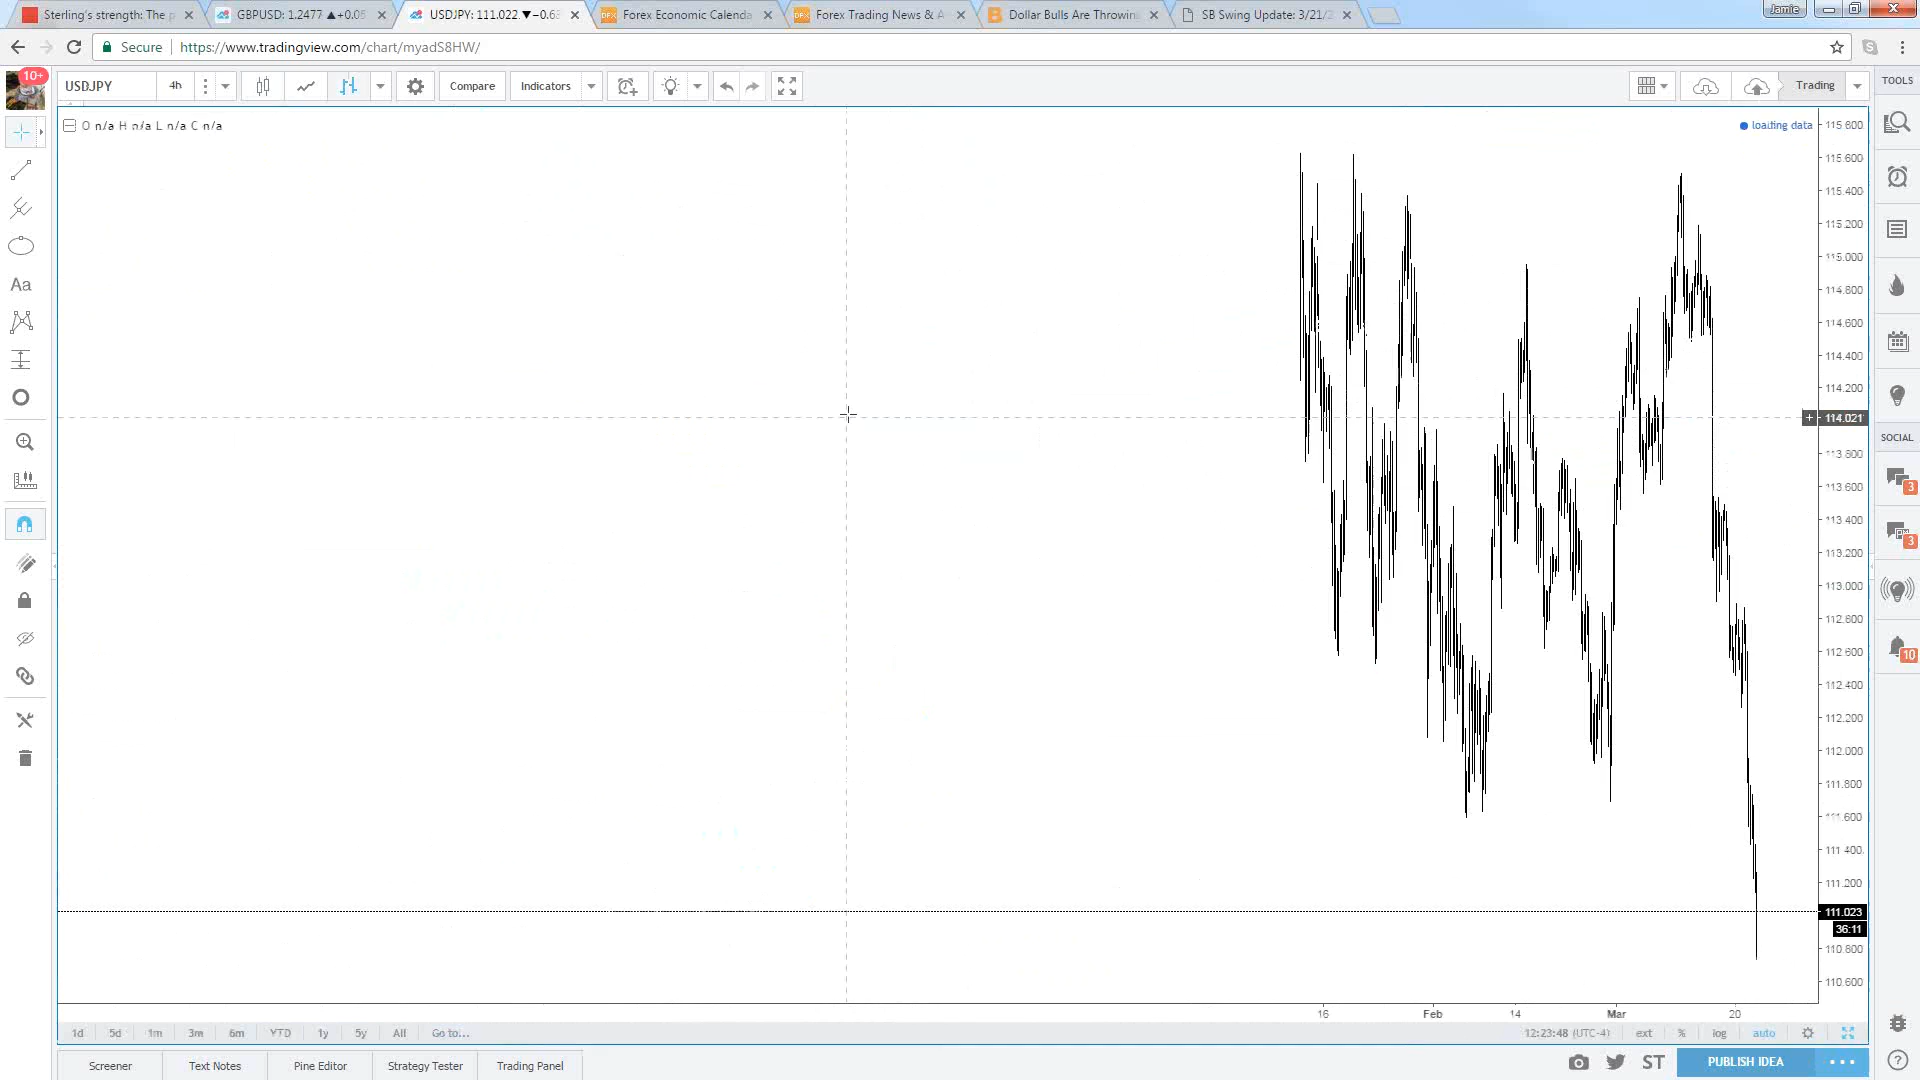 Sterling's strength: The p
GBPUSD: 1.2477 ▲+0.05
USDJPY: 111.022 ▼−0.6
Forex Economic Calenda
Forex Trading News & A
Dollar Bulls Are Throwin
SB Swing Update: 3/21/2
Jamie
Secure
https://www.tradingview.com/chart/myadS8HW/
10+
USDJPY
4h
Compare
Indicators
Trading
TOOLS
O n/a H n/a L n/a C n/a
loading data
115.600
115.400
115.200
115.000
114.800
114.600
114.400
114.200
114.021
113.800
113.600
113.400
113.200
113.000
112.800
112.600
112.400
112.200
112.000
111.800
111.600
111.400
111.200
111.023
36:11
110.800
110.600
Aa
SOCIAL
3
3
10
16
Feb
14
Mar
20
1d
5d
1m
3m
6m
YTD
1y
5y
All
Go to...
12:23:48 (UTC-4)
ext
%
log
auto
Screener
Text Notes
Pine Editor
Strategy Tester
Trading Panel
ST
PUBLISH IDEA